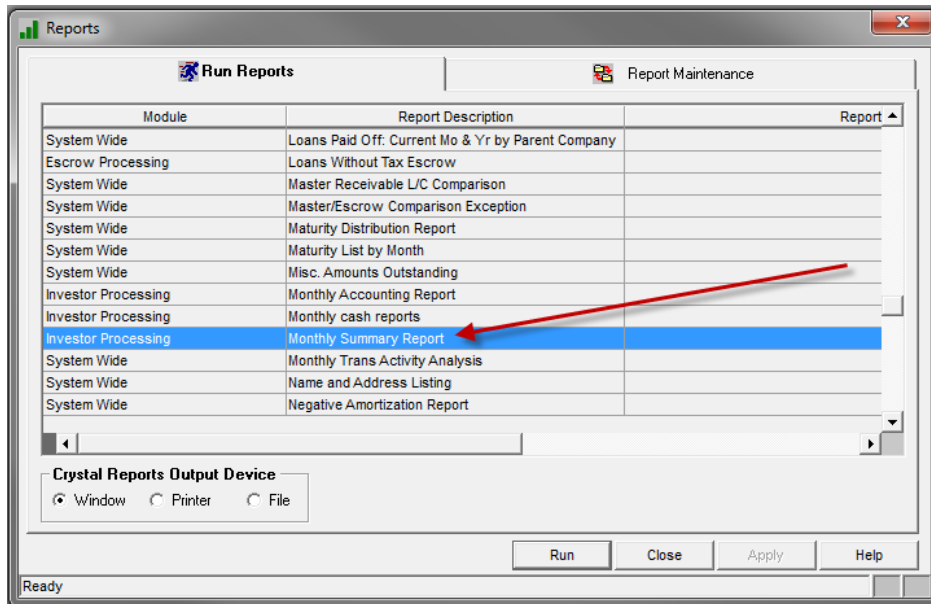 Reports
X
Run Reports
Report Maintenance
Module Report Description Report
System Wide Loans Paid Off: Current Mo & Yr by Parent Company
Escrow Processing Loans Without Tax Escrow
System Wide Master Receivable L/C Comparison
System Wide Master/Escrow Comparison Exception
System Wide Maturity Distribution Report
System Wide Maturity List by Month
System Wide Misc. Amounts Outstanding
Investor Processing Monthly Accounting Report
Investor Processing Monthly cash reports
Investor Processing Monthly Summary Report
System Wide Monthly Trans Activity Analysis
System Wide Name and Address Listing
System Wide Negative Amortization Report
Crystal Reports Output Device
Window Printer File
Run Close Apply Help
Ready